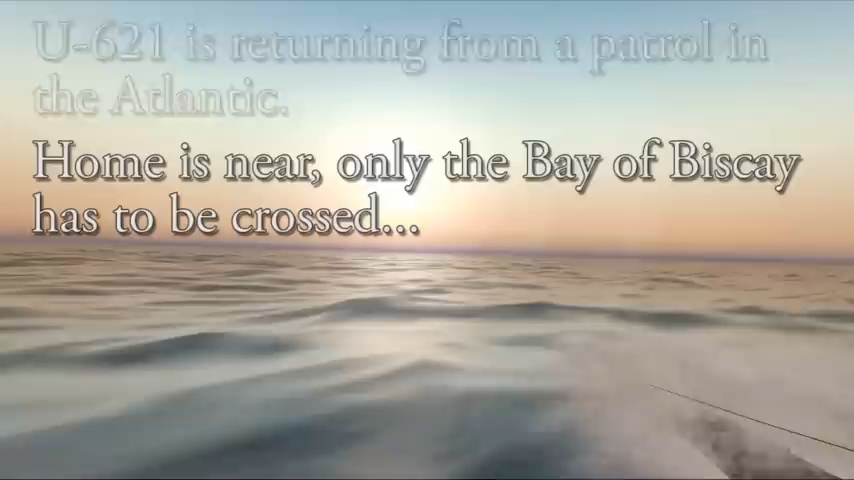 U-621 is returning from a patrol in
the Atlantic.
Home is near, only the Bay of Biscay
has to be crossed...